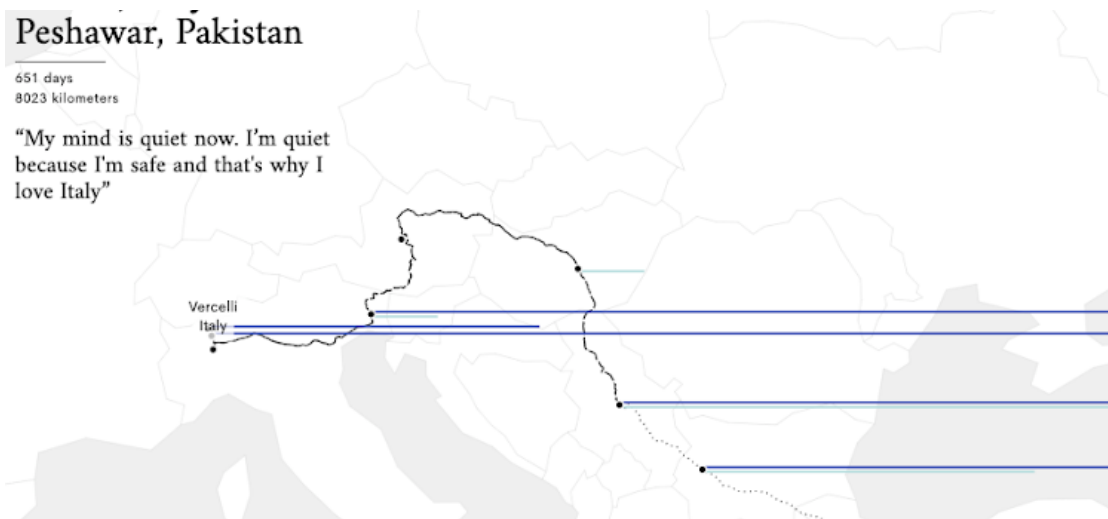 Peshawar, Pakistan
651 days
8023 kilometers
“My mind is quiet now. I’m quiet
because I'm safe and that's why I
love Italy”
Vercelli
Italy